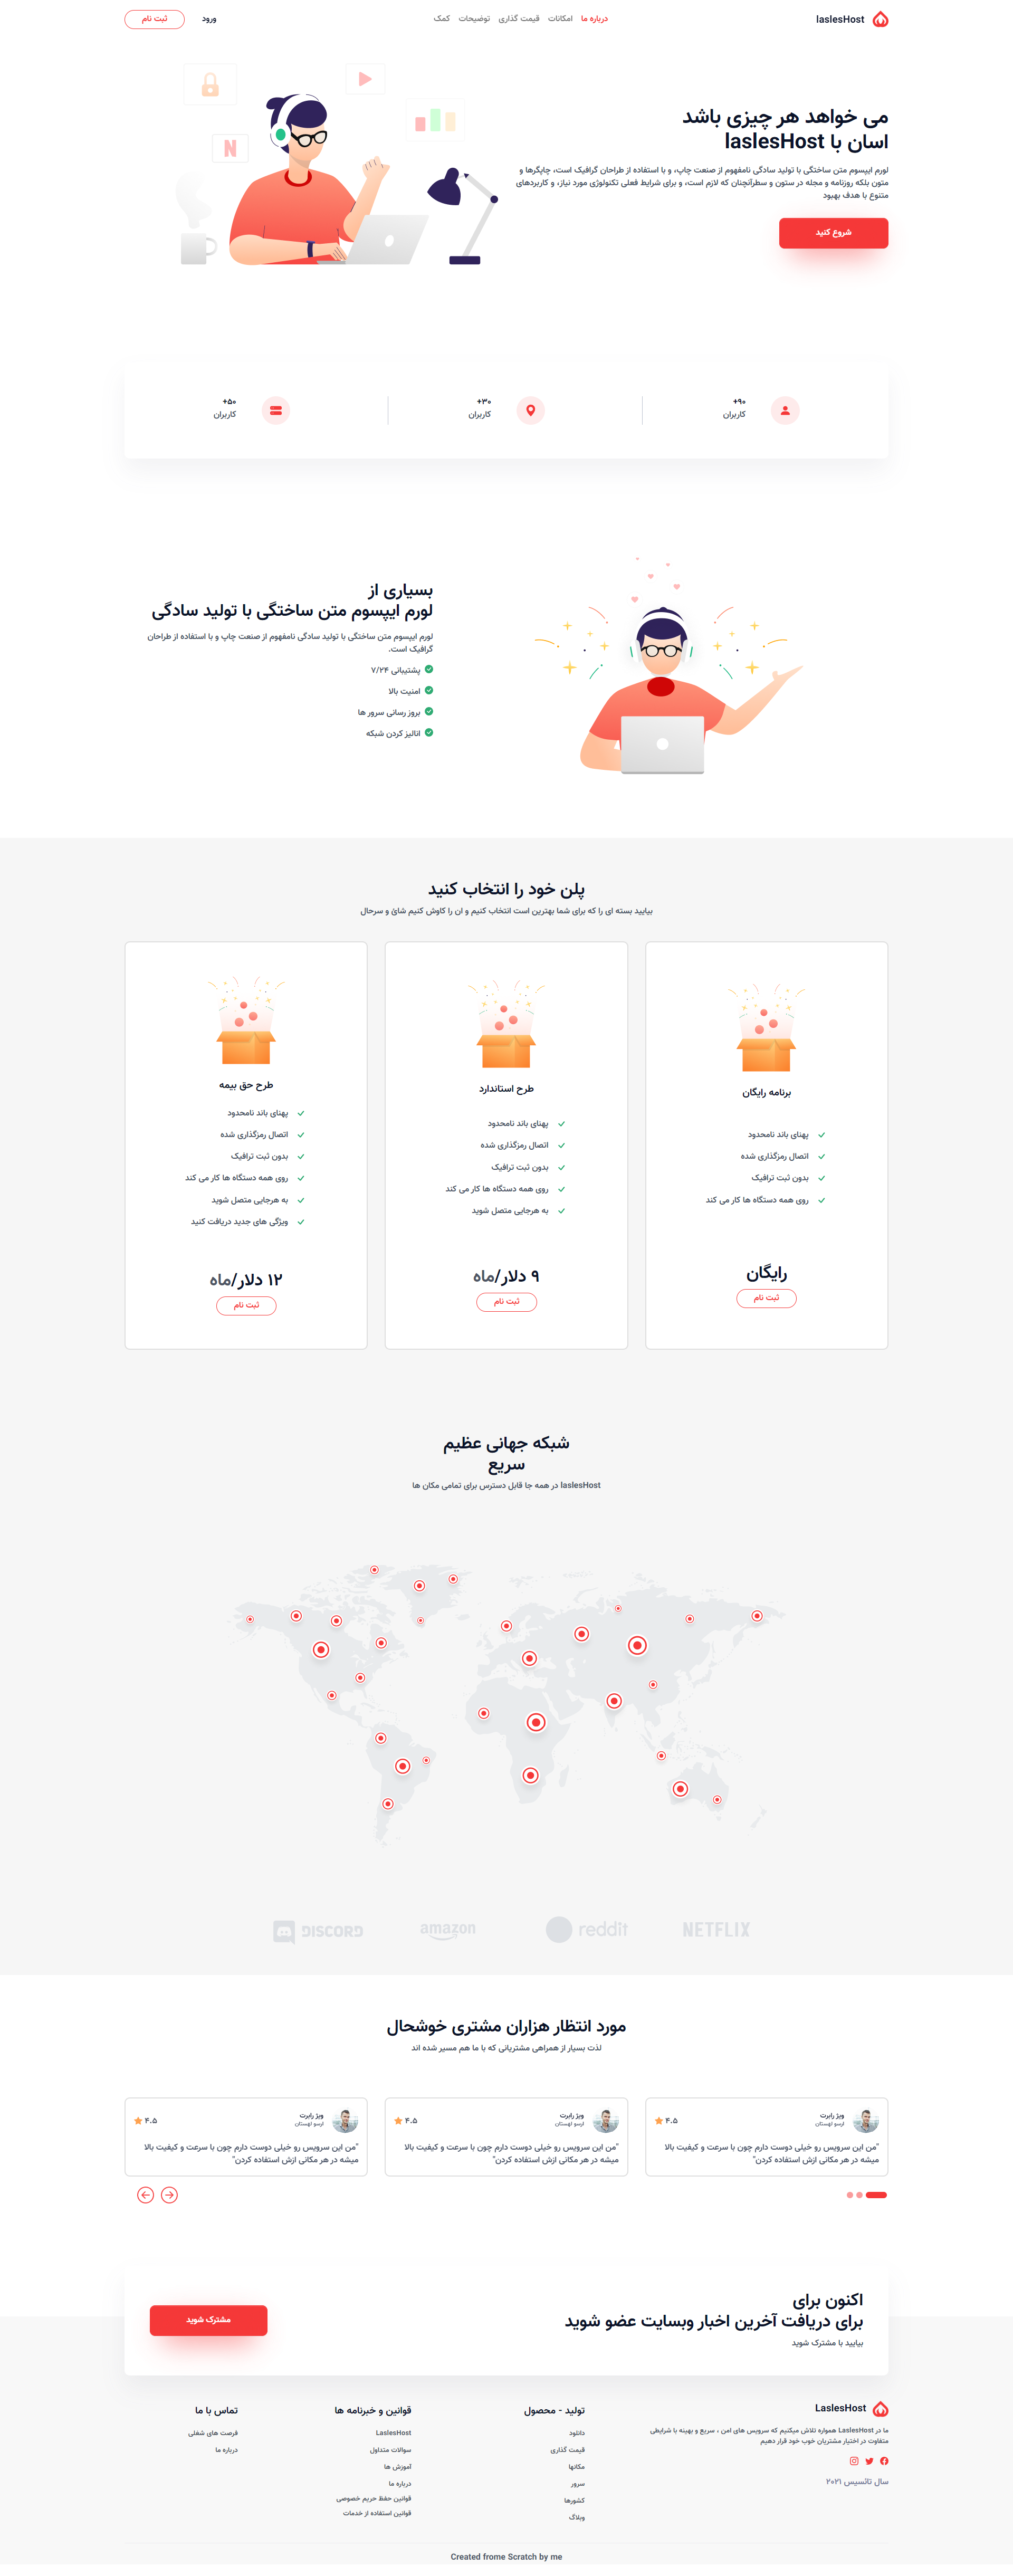 laslesHost
درباره ما
امکانات
قیمت گذاری
توضیحات
کمک
ورود
ثبت نام
می خواهد هر چیزی باشد
اسان با laslesHost
لورم ایپسوم متن ساختگی با تولید سادگی نامفهوم از صنعت چاپ، و با استفاده از طراحان گرافیک است، چاپگرها و
متون بلکه روزنامه و مجله در ستون و سطرآنچنان که لازم است، و برای شرایط فعلی تکنولوژی مورد نیاز، و کاربردهای
متنوع با هدف بهبود
شروع کنید
N
۹۰+
کاربران
۳۰+
کاربران
۵۰+
کاربران
بسیاری از
لورم ایپسوم متن ساختگی با تولید سادگی
لورم ایپسوم متن ساختگی با تولید سادگی نامفهوم از صنعت چاپ و با استفاده از طراحان
گرافیک است.
پشتیبانی ۷/۲۴
امنیت بالا
بروز رسانی سرور ها
انالیز کردن شبکه
پلن خود را انتخاب کنید
بیایید بسته ای را که برای شما بهترین است انتخاب کنیم و ان را کاوش کنیم شائ و سرحال
برنامه رایگان
پهنای باند نامحدود
اتصال رمزگذاری شده
بدون ثبت ترافیک
روی همه دستگاه ها کار می کند
رایگان
ثبت نام
طرح استاندارد
پهنای باند نامحدود
اتصال رمزگذاری شده
بدون ثبت ترافیک
روی همه دستگاه ها کار می کند
به هرجایی متصل شوید
۹ دلار/ماه
ثبت نام
طرح حق بیمه
پهنای باند نامحدود
اتصال رمزگذاری شده
بدون ثبت ترافیک
روی همه دستگاه ها کار می کند
به هرجایی متصل شوید
ویژگی های جدید دریافت کنید
۱۲ دلار/ماه
ثبت نام
شبکه جهانی عظیم
سریع
laslesHost در همه جا قابل دسترس برای تمامی مکان ها
NETFLIX
reddit
amazon
DISCORD
مورد انتظار هزاران مشتری خوشحال
لذت بسیار از همراهی مشتریانی که با ما هم مسیر شده اند
ویژ رابرت
ارسو لهستان
۴.۵
"من این سرویس رو خیلی دوست دارم چون با سرعت و کیفیت بالا
میشه در هر مکانی ازش استفاده کردن"
ویژ رابرت
ارسو لهستان
۴.۵
"من این سرویس رو خیلی دوست دارم چون با سرعت و کیفیت بالا
میشه در هر مکانی ازش استفاده کردن"
ویژ رابرت
ارسو لهستان
۴.۵
"من این سرویس رو خیلی دوست دارم چون با سرعت و کیفیت بالا
میشه در هر مکانی ازش استفاده کردن"
اکنون برای
برای دریافت آخرین اخبار وبسایت عضو شوید
بیایید با مشترک شوید
مشترک شوید
LaslesHost
ما در LaslesHost همواره تلاش میکنیم که سرویس های امن ، سریع و بهینه با شرایطی
متفاوت در اختیار مشتریان خوب خود قرار دهیم
سال تائسیس ۲۰۲۱
تولید - محصول
دانلود
قیمت گذاری
مکانها
سرور
کشورها
وبلاگ
قوانین و خبرنامه ها
LaslesHost
سوالات متداول
آموزش ها
درباره ما
قوانین حفظ حریم خصوصی
قوانین استفاده از خدمات
تماس با ما
فرصت های شغلی
درباره ما
Created frome Scratch by me